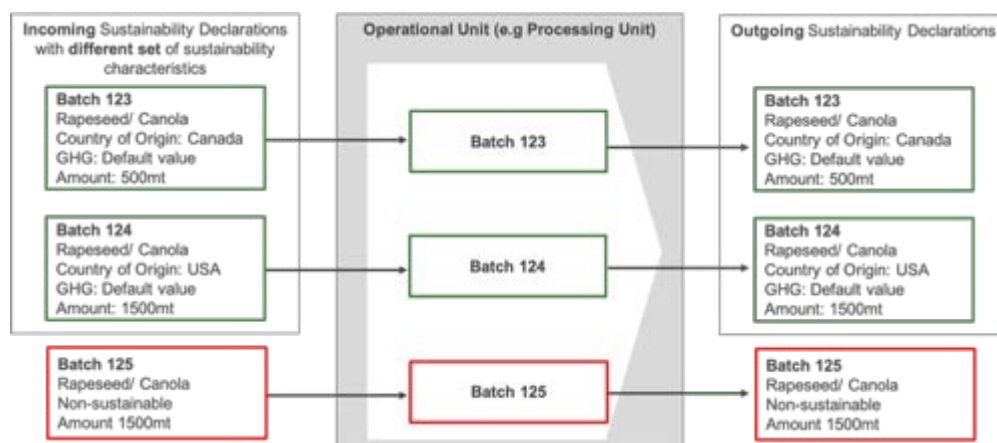 Incoming Sustainability Declarations
with different set of sustainability
characteristics
Batch 123
Rapeseed/ Canola
Country of Origin: Canada
GHG: Default value
Amount: 500mt
Batch 124
Rapeseed/ Canola
Country of Origin: USA
GHG: Default value
Amount: 1500mt
Batch 125
Rapeseed/ Canola
Non-sustainable
Amount 1500mt
Operational Unit (e.g Processing Unit)
Batch 123
Batch 124
Batch 125
Outgoing Sustainability Declarations
Batch 123
Rapeseed/ Canola
Country of Origin: Canada
GHG: Default value
Amount: 500mt
Batch 124
Rapeseed/ Canola
Country of Origin: USA
GHG: Default value
Amount: 1500mt
Batch 125
Rapeseed/ Canola
Non-sustainable
Amount 1500mt